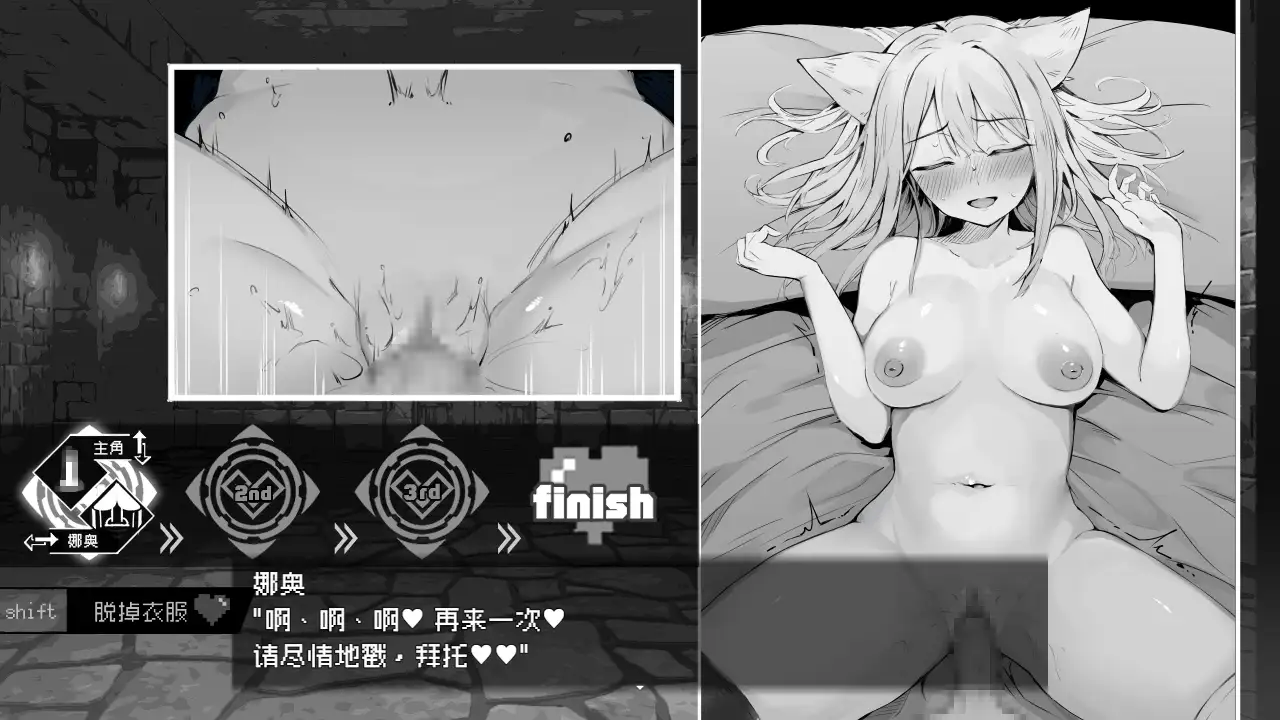 主角
娜奥
2nd
3rd
finish
shift
脱掉衣服
娜奥
"啊、啊、啊♥ 再来一次♥
请尽情地戳，拜托♥♥"